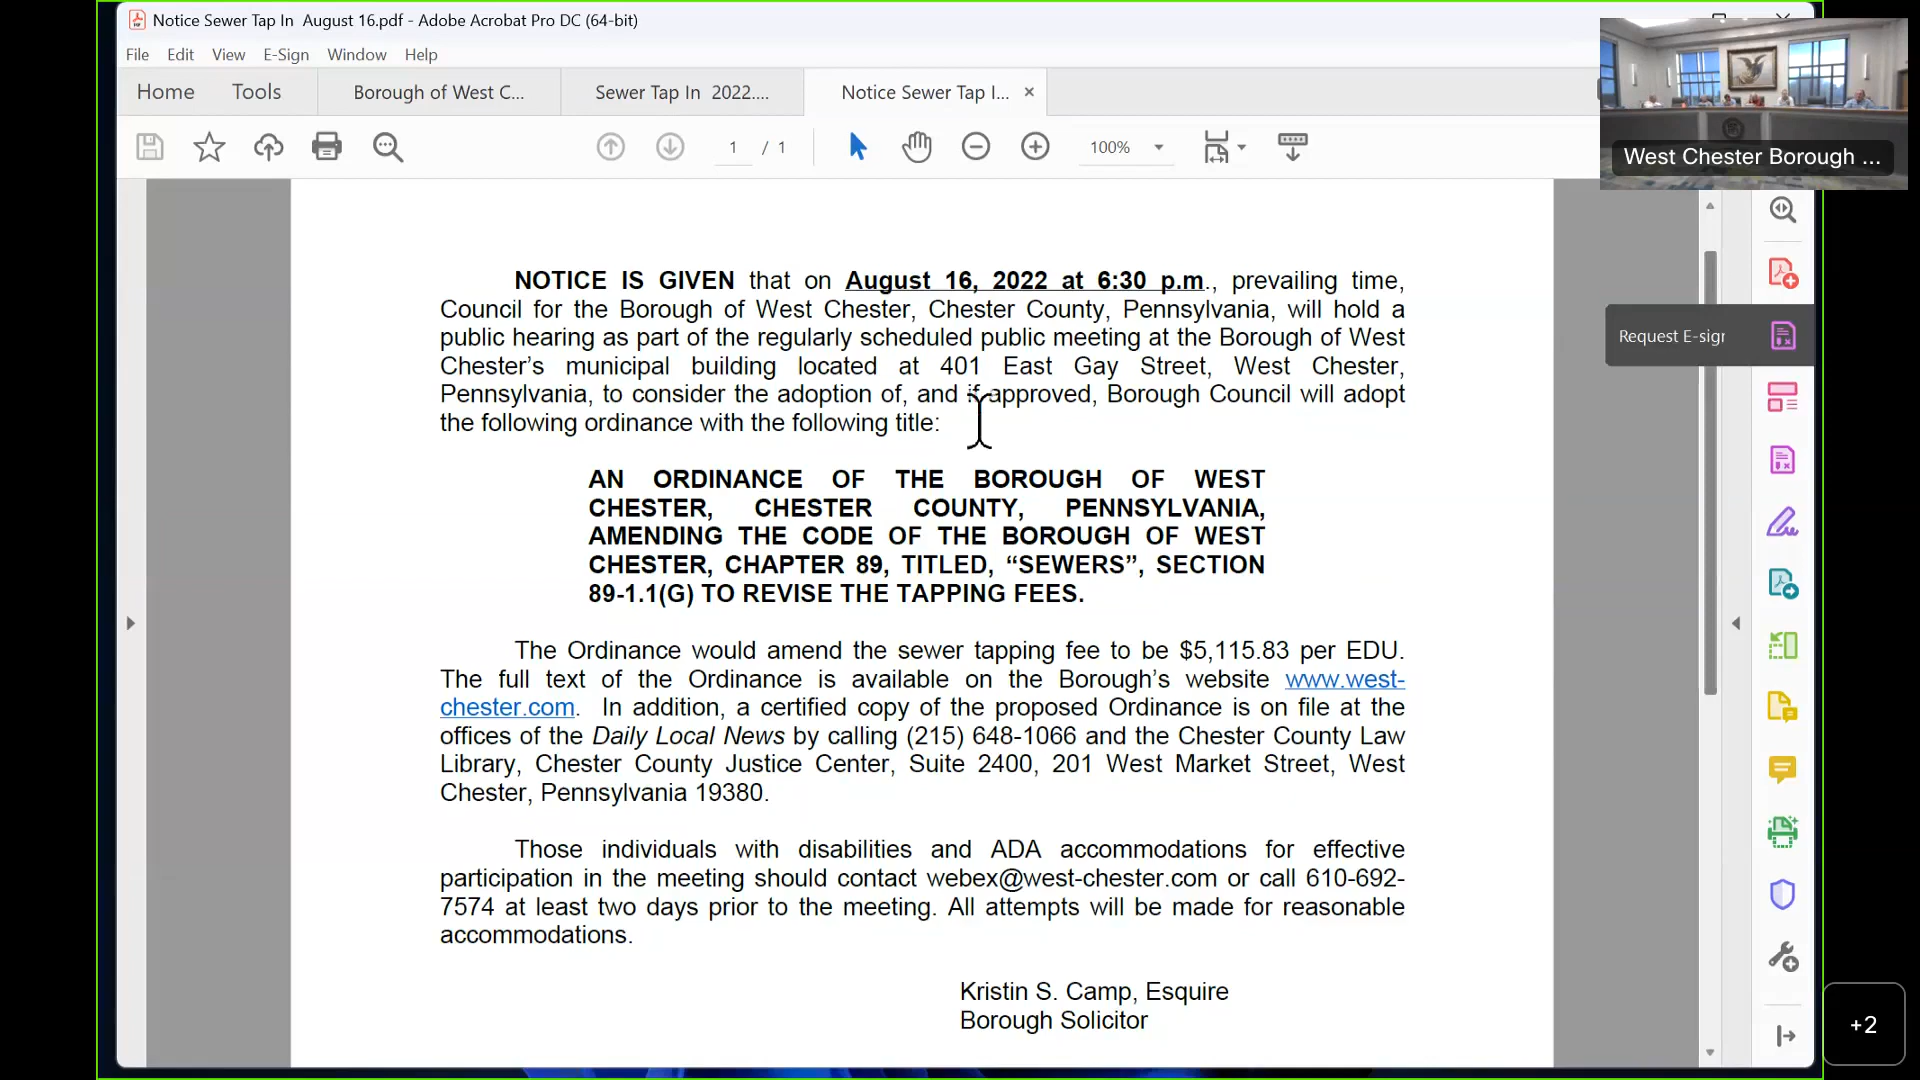 Notice Sewer Tap In  August 16.pdf - Adobe Acrobat Pro DC (64-bit)
File Edit View E-Sign Window Help
Home Tools Borough of West C... Sewer Tap In  2022.... Notice Sewer Tap I... ×
1 / 1 100%
West Chester Borough ...
Request E-sign
NOTICE IS GIVEN that on August 16, 2022 at 6:30 p.m., prevailing time,
Council for the Borough of West Chester, Chester County, Pennsylvania, will hold a
public hearing as part of the regularly scheduled public meeting at the Borough of West
Chester’s municipal building located at 401 East Gay Street, West Chester,
Pennsylvania, to consider the adoption of, and if approved, Borough Council will adopt
the following ordinance with the following title:
AN ORDINANCE OF THE BOROUGH OF WEST
CHESTER, CHESTER COUNTY, PENNSYLVANIA,
AMENDING THE CODE OF THE BOROUGH OF WEST
CHESTER, CHAPTER 89, TITLED, “SEWERS”, SECTION
89-1.1(G) TO REVISE THE TAPPING FEES.
The Ordinance would amend the sewer tapping fee to be $5,115.83 per EDU.
The full text of the Ordinance is available on the Borough’s website www.west-
chester.com.  In addition, a certified copy of the proposed Ordinance is on file at the
offices of the Daily Local News by calling (215) 648-1066 and the Chester County Law
Library, Chester County Justice Center, Suite 2400, 201 West Market Street, West
Chester, Pennsylvania 19380.
Those individuals with disabilities and ADA accommodations for effective
participation in the meeting should contact webex@west-chester.com or call 610-692-
7574 at least two days prior to the meeting. All attempts will be made for reasonable
accommodations.
Kristin S. Camp, Esquire
Borough Solicitor
+2